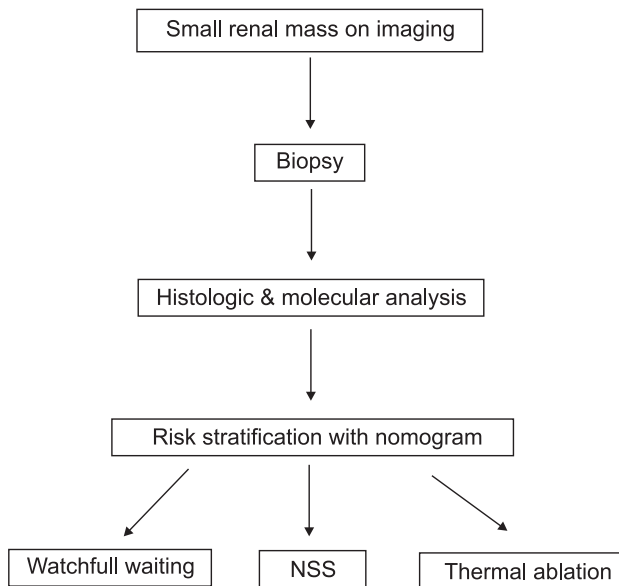 Small renal mass on imaging
Biopsy
Histologic & molecular analysis
Risk stratification with nomogram
Watchfull waiting
NSS
Thermal ablation